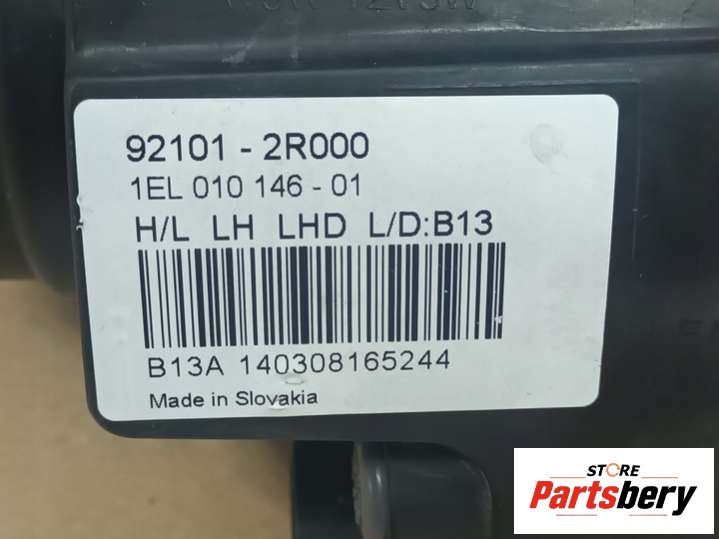 92101 - 2R000
1EL 010 146 - 01
H/L LH LHD L/D:B13
B13A 140308165244
Made in Slovakia
STORE
Partsbery